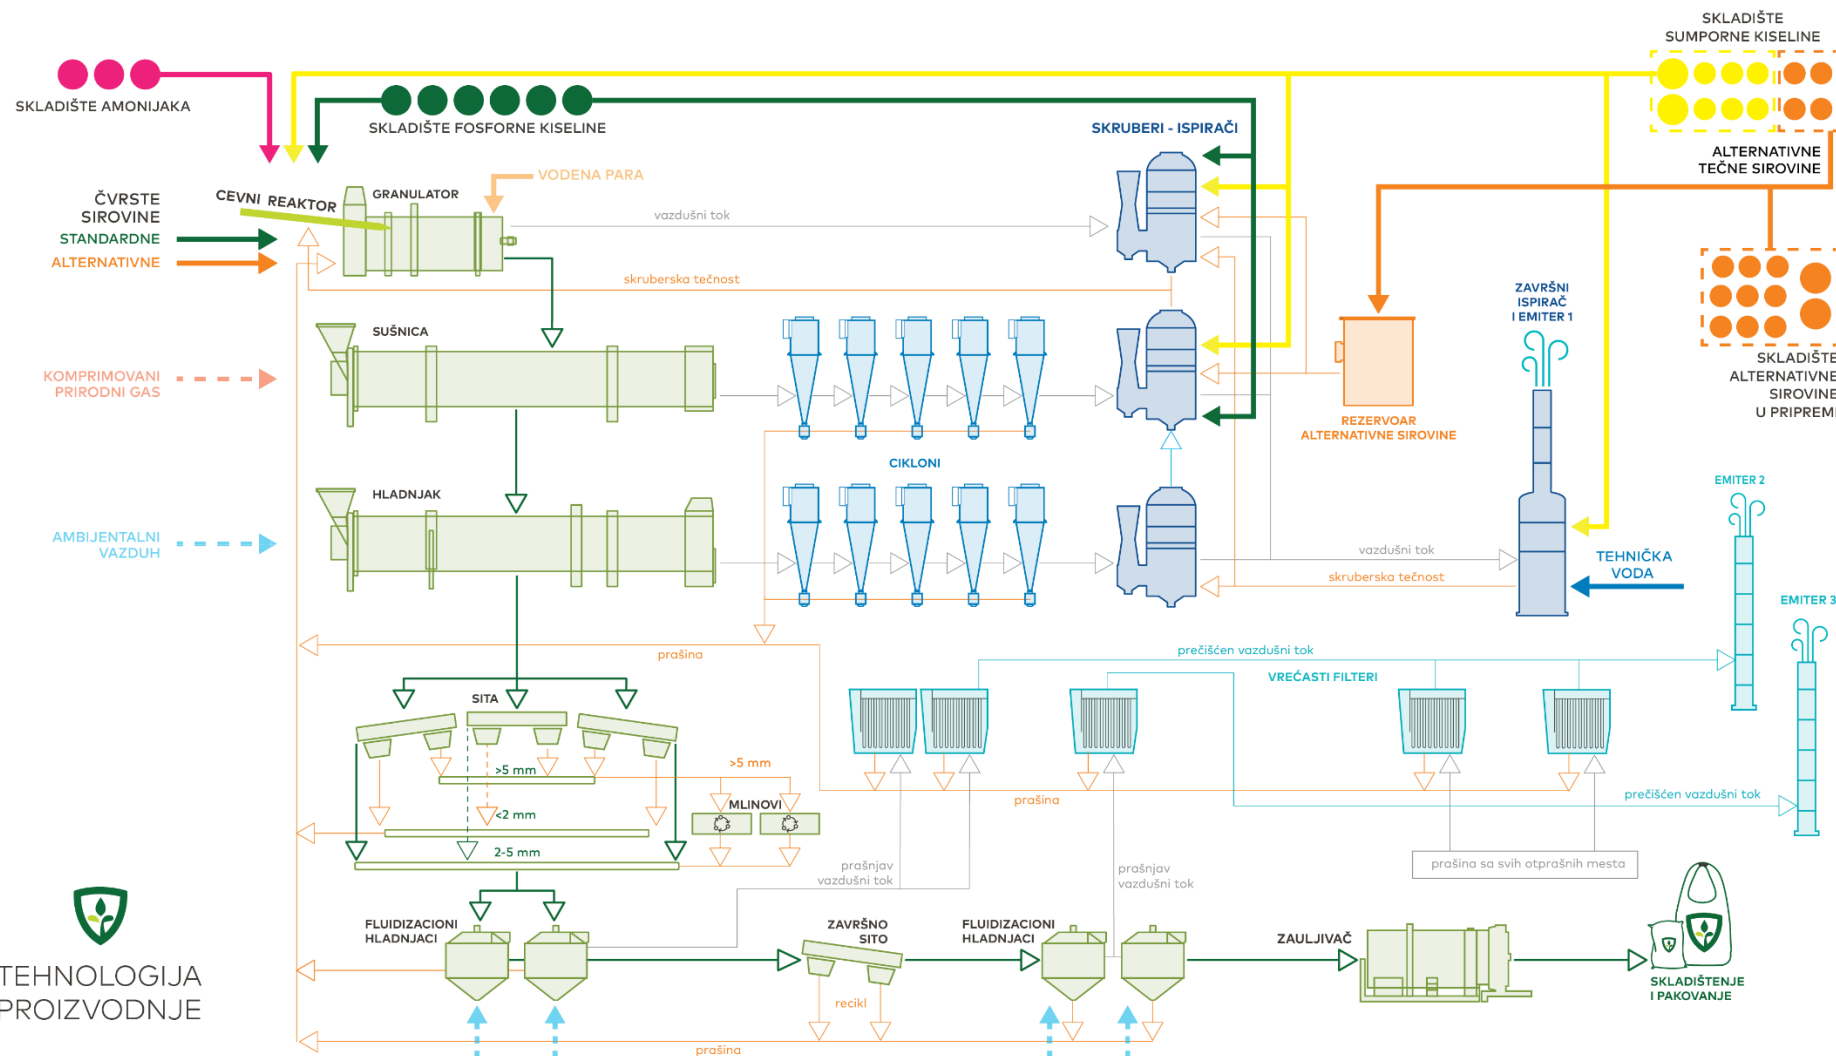 SKLADIŠTE
SUMPORNE KISELINE
SKLADIŠTE AMONIJAKA
SKLADIŠTE FOSFORNE KISELINE
SKRUBERI - ISPIRAČI
ALTERNATIVNE
TEČNE SIROVINE
VODENA PARA
CEVNI REAKTOR
GRANULATOR
ČVRSTE
SIROVINE
STANDARDNE
ALTERNATIVNE
vazdušni tok
skruberska tečnost
ZAVRŠNI
ISPIRAČ
I EMITER 1
SUŠNICA
KOMPRIMOVANI
PRIRODNI GAS
REZERVOAR
ALTERNATIVNE SIROVINE
SKLADIŠTE
ALTERNATIVNE
SIROVINE
U PRIPREMI
CIKLONI
HLADNJAK
EMITER 2
AMBIJENTALNI
VAZDUH
vazdušni tok
skruberska tečnost
TEHNIČKA
VODA
EMITER 3
prašina
prečišćen vazdušni tok
VREĆASTI FILTERI
SITA
>5 mm
>5 mm
prašina
prečišćen vazdušni tok
MLINOVI
<2 mm
2-5 mm
prašnjav
vazdušni tok
prašnjav
vazdušni tok
prašina sa svih otprašnih mesta
FLUIDIZACIONI
HLADNJACI
ZAVRŠNO
SITO
FLUIDIZACIONI
HLADNJACI
ZAULJIVAČ
SKLADIŠTENJE
I PAKOVANJE
recikl
prašina
TEHNOLOGIJA
PROIZVODNJE